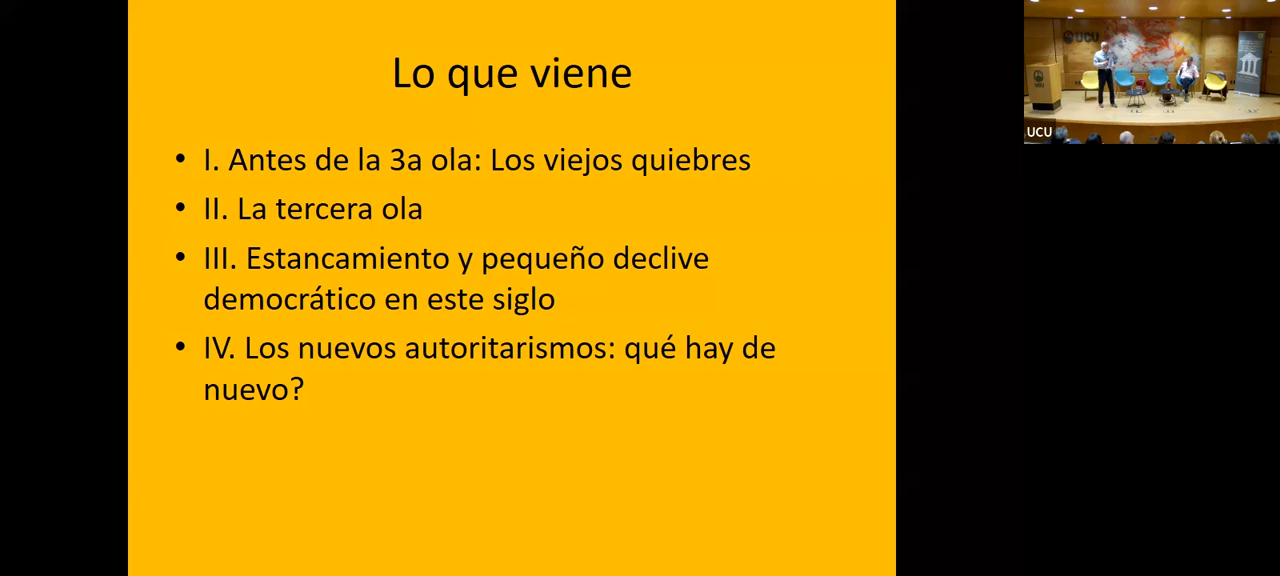 Lo que viene
• I. Antes de la 3a ola: Los viejos quiebres
• II. La tercera ola
• III. Estancamiento y pequeño declive
democrático en este siglo
• IV. Los nuevos autoritarismos: qué hay de
nuevo?
UCU
UCU